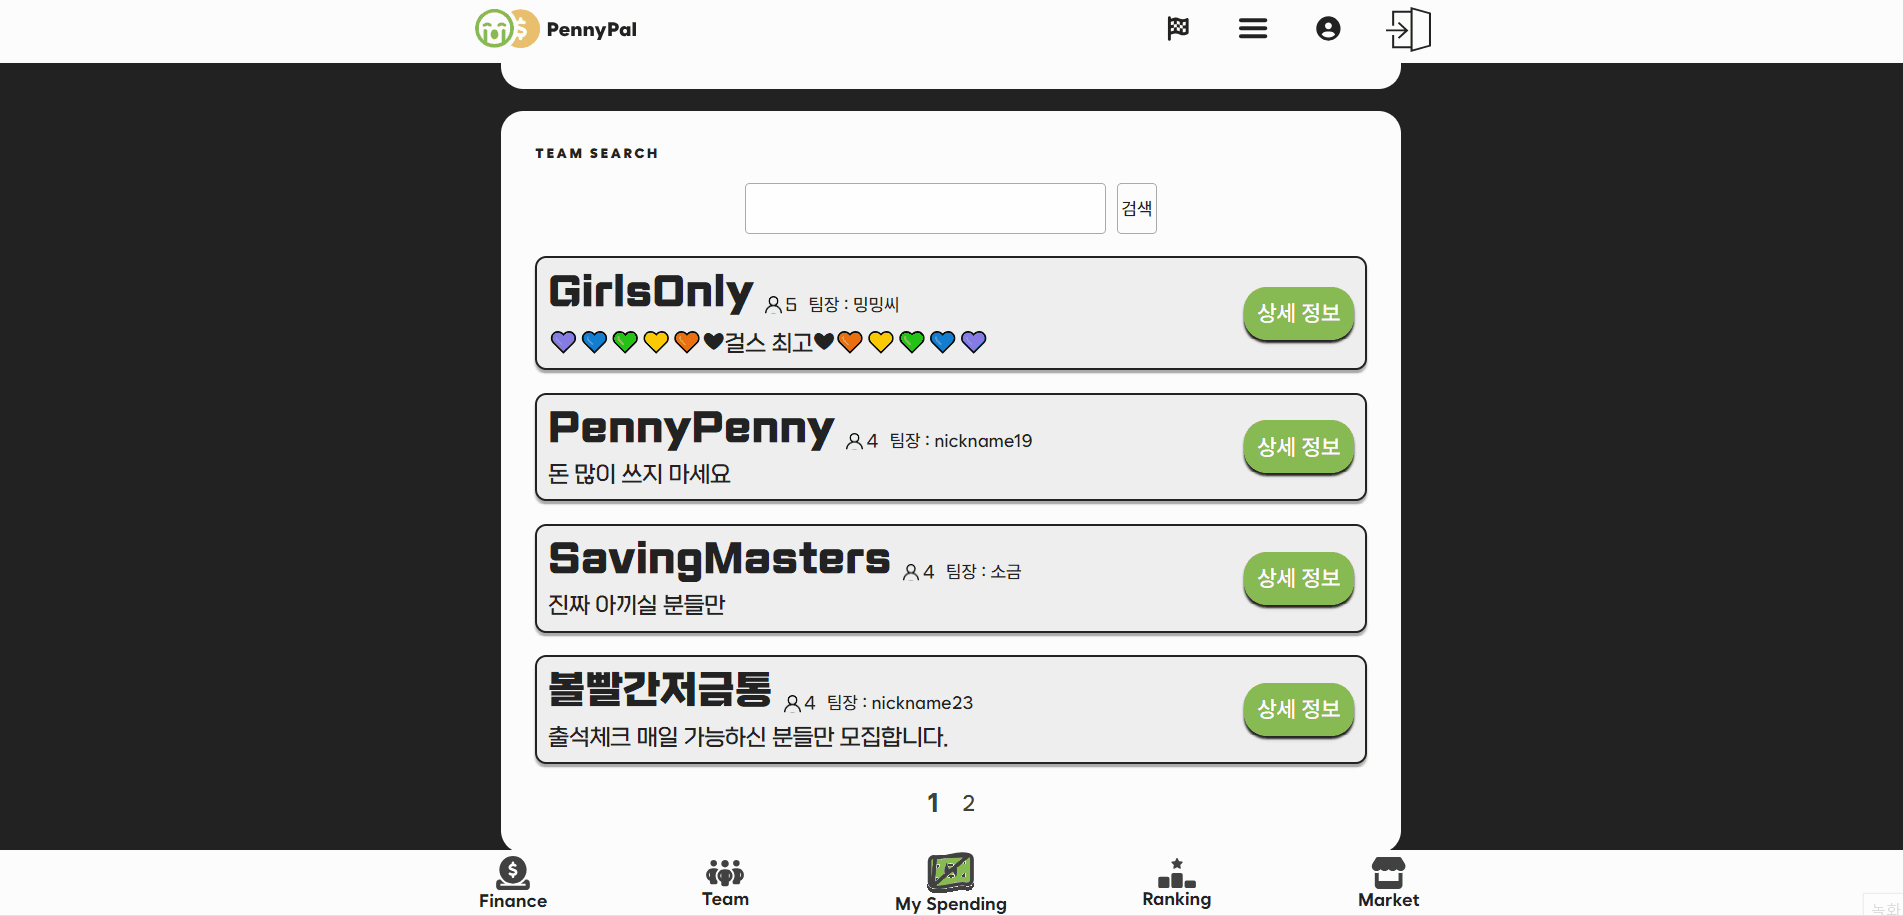 PennyPal
TEAM SEARCH
검색
GirlsOnly 5 팀장 : 밍밍씨
💜💙💚💛🧡🖤걸스 최고🖤🧡💛💚💙💜
상세 정보
PennyPenny 4 팀장 : nickname19
돈 많이 쓰지 마세요
상세 정보
SavingMasters 4 팀장 : 소금
진짜 아끼실 분들만
상세 정보
볼빨간저금통 4 팀장 : nickname23
출석체크 매일 가능하신 분들만 모집합니다.
상세 정보
1 2
Finance
Team
My Spending
Ranking
Market
녹화